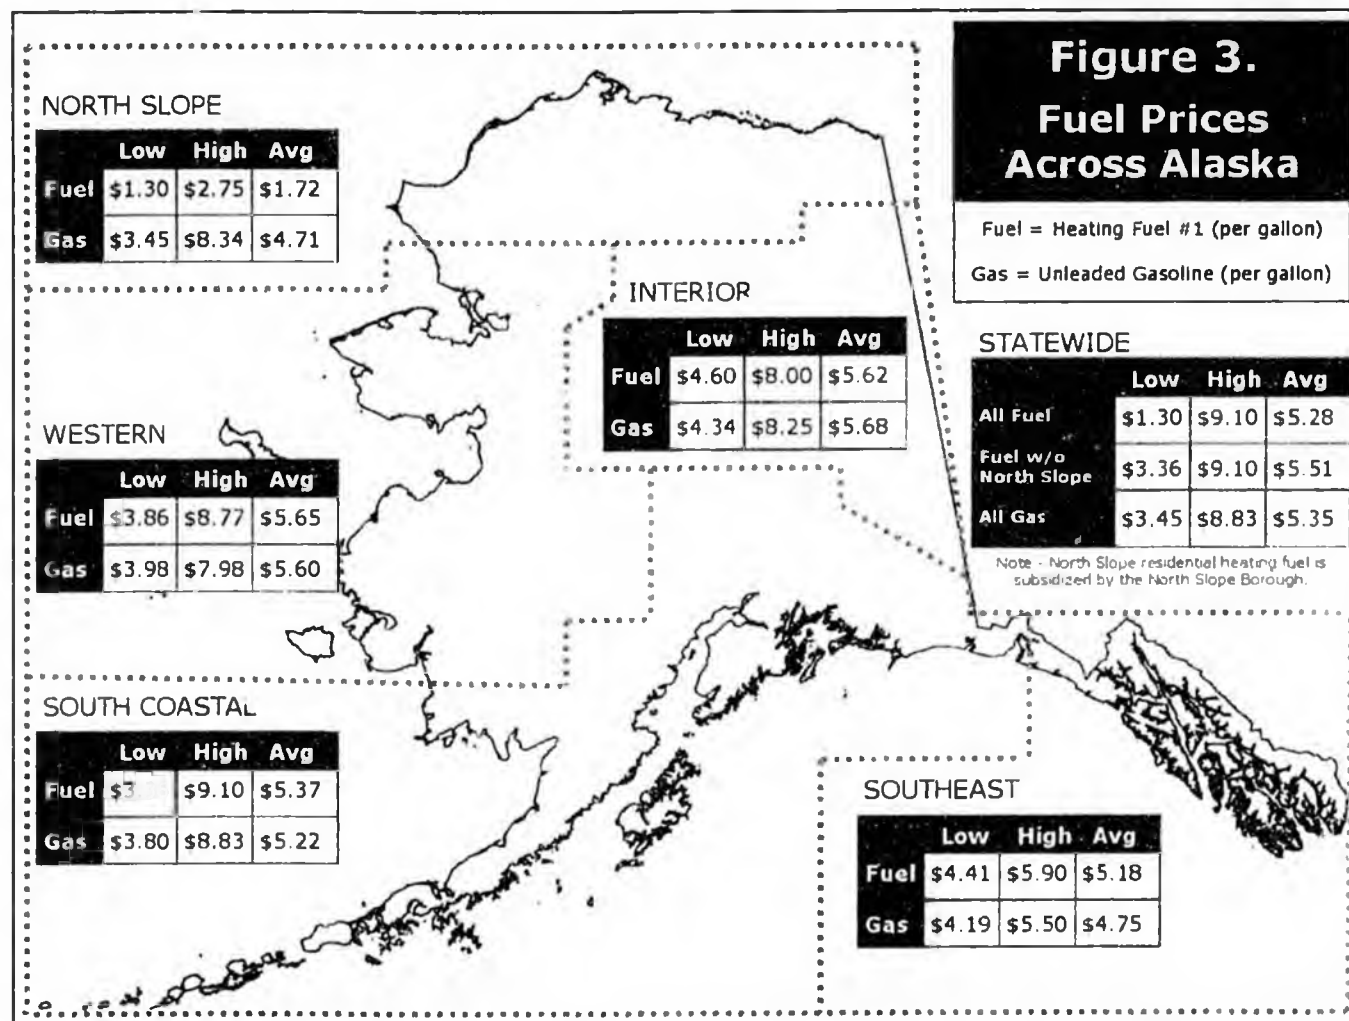 Figure 3.
Fuel Prices
Across Alaska
Fuel = Heating Fuel #1 (per gallon)
Gas = Unleaded Gasoline (per gallon)
NORTH SLOPE
Low High Avg
Fuel $1.30 $2.75 $1.72
Gas $3.45 $8.34 $4.71
INTERIOR
Low High Avg
Fuel $4.60 $8.00 $5.62
Gas $4.34 $8.25 $5.68
STATEWIDE
Low High Avg
All Fuel $1.30 $9.10 $5.28
Fuel w/o
North Slope $3.36 $9.10 $5.51
All Gas $3.45 $8.83 $5.35
Note - North Slope residential heating fuel is
subsidized by the North Slope Borough.
WESTERN
Low High Avg
Fuel $3.86 $8.77 $5.65
Gas $3.98 $7.98 $5.60
SOUTH COASTAL
Low High Avg
Fuel $9.10 $5.37
Gas $3.80 $8.83 $5.22
SOUTHEAST
Low High Avg
Fuel $4.41 $5.90 $5.18
Gas $4.19 $5.50 $4.75